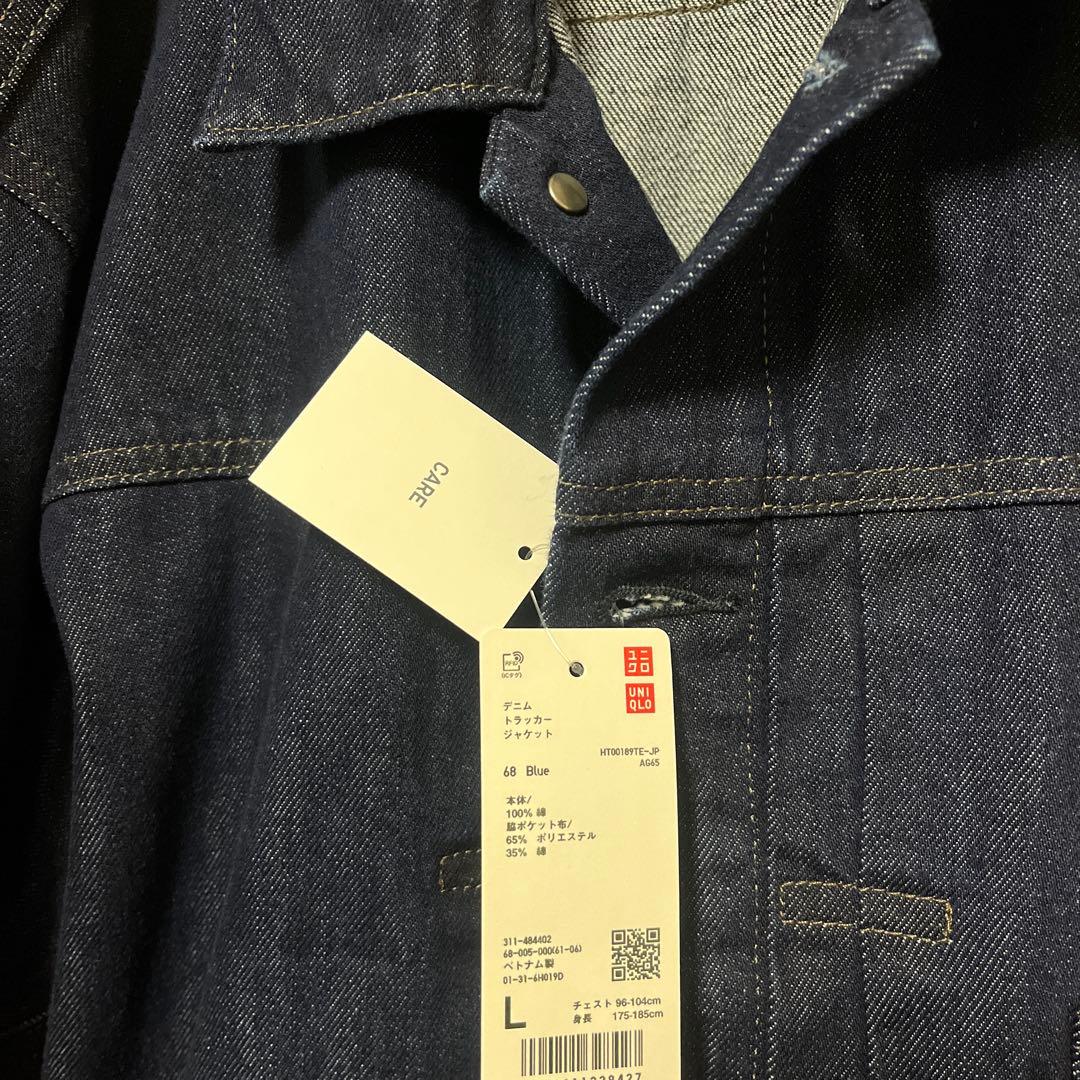 CARE
RFID
(ICタグ)
ユニ
クロ
UNI
QLO
デニム
トラッカー
ジャケット
HT00189TE-JP
AG65
68 Blue
本体/
100% 綿
脇ポケット布/
65% ポリエステル
35% 綿
311-484402
68-005-000(61-06)
ベトナム製
01-31-6H019D
L
チェスト 96-104cm
身長 175-185cm